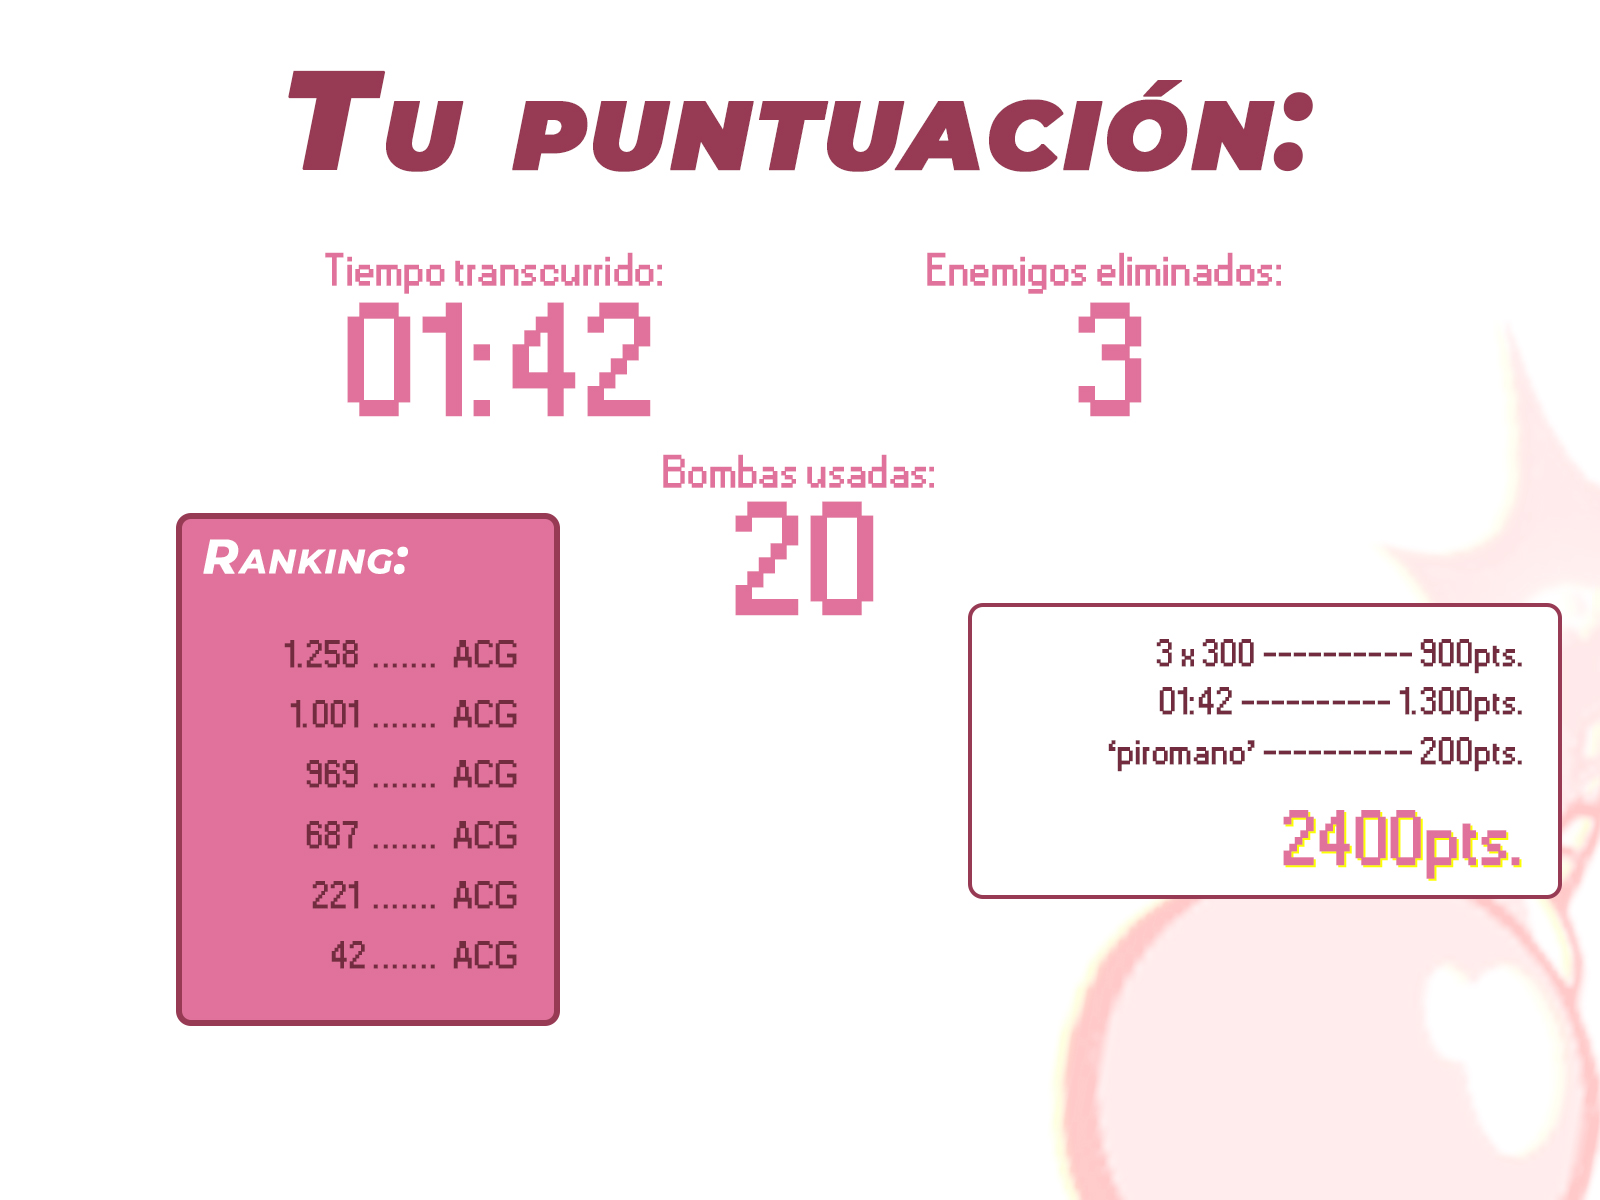 Tu puntuación:
Tiempo transcurrido:
01:42
Enemigos eliminados:
3
Bombas usadas:
20
Ranking:
1.258 ....... ACG
1.001 ....... ACG
969 ....... ACG
687 ....... ACG
221 ....... ACG
42 ....... ACG
3 x 300 ---------- 900pts.
01:42 ---------- 1.300pts.
‘piromano’ ---------- 200pts.
2400pts.